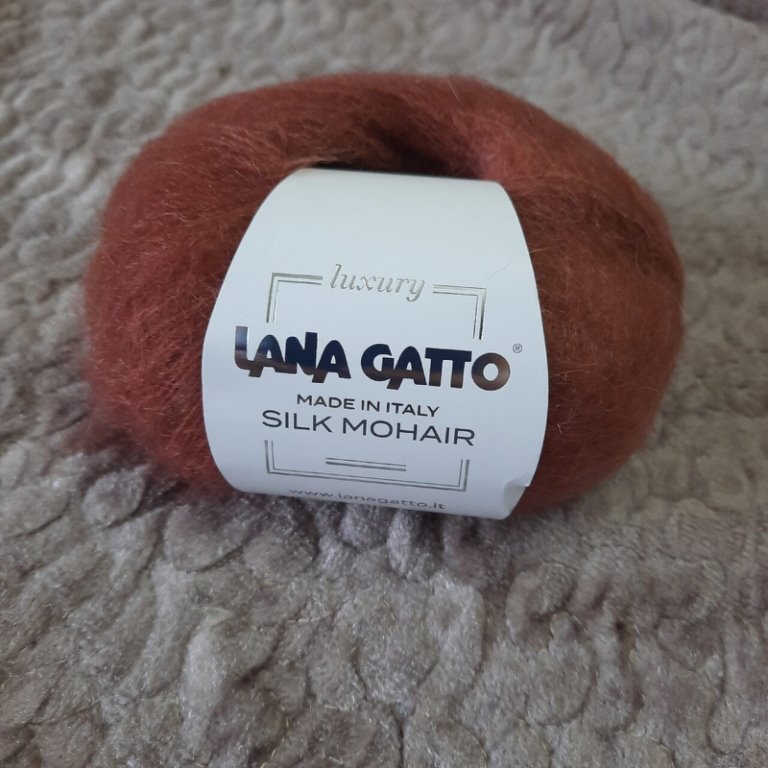 luxury
LANA GATTO®
MADE IN ITALY
SILK MOHAIR
www.lanagatto.it